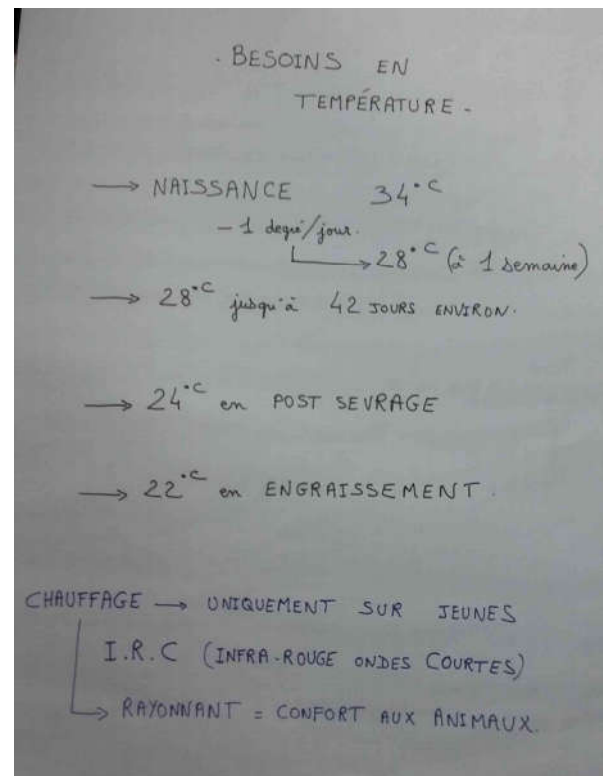 . BESOINS EN
TEMPÉRATURE -
→ NAISSANCE 34°C
- 1 degré/jour.
→ 28°C (à 1 semaine)
→ 28°C jusqu'à 42 JOURS ENVIRON.
→ 24°C en POST SEVRAGE
→ 22°C en ENGRAISSEMENT.
CHAUFFAGE → UNIQUEMENT SUR JEUNES
I.R.C (INFRA-ROUGE ONDES COURTES)
→ RAYONNANT = CONFORT AUX ANIMAUX.